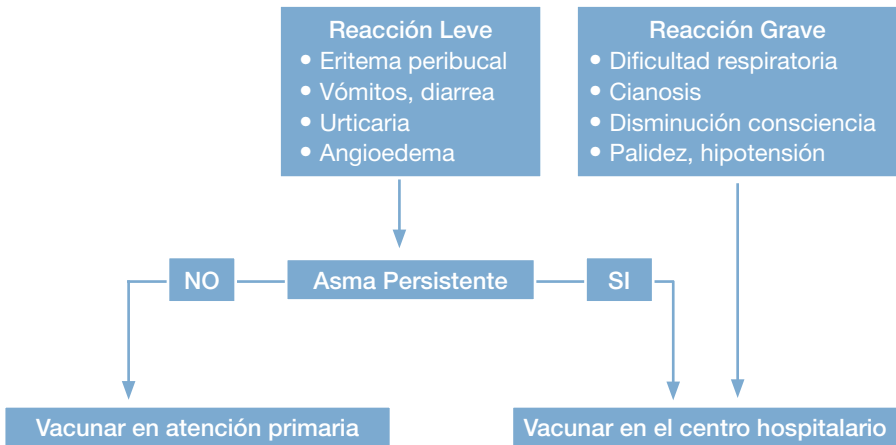 Reacción Leve
• Eritema peribucal
• Vómitos, diarrea
• Urticaria
• Angioedema
Reacción Grave
• Dificultad respiratoria
• Cianosis
• Disminución consciencia
• Palidez, hipotensión
NO
Asma Persistente
SI
Vacunar en atención primaria
Vacunar en el centro hospitalario